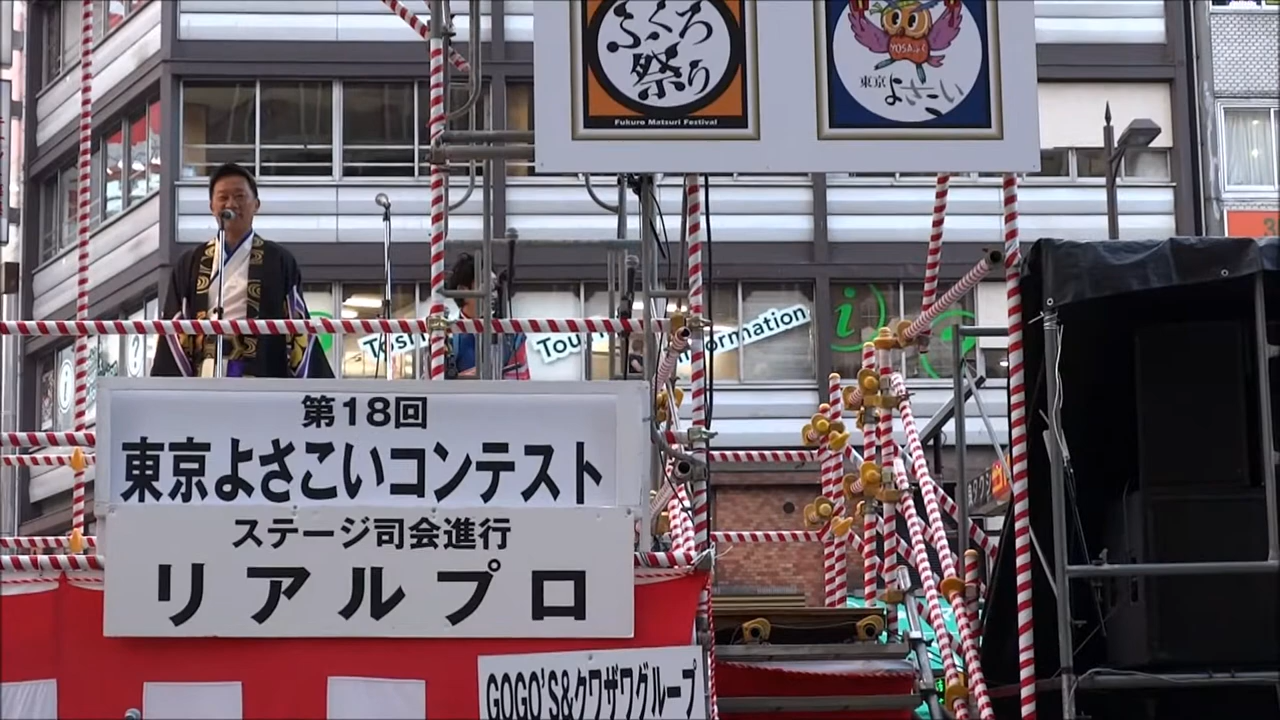 ふくろ
祭り
Fukuro Matsuri Festival
YOSAふく
東京よさこい
i
Tourist Information
i
?
第18回
東京よさこいコンテスト
ステージ司会進行
リアルプロ
GOGO'S&クワザワグループ